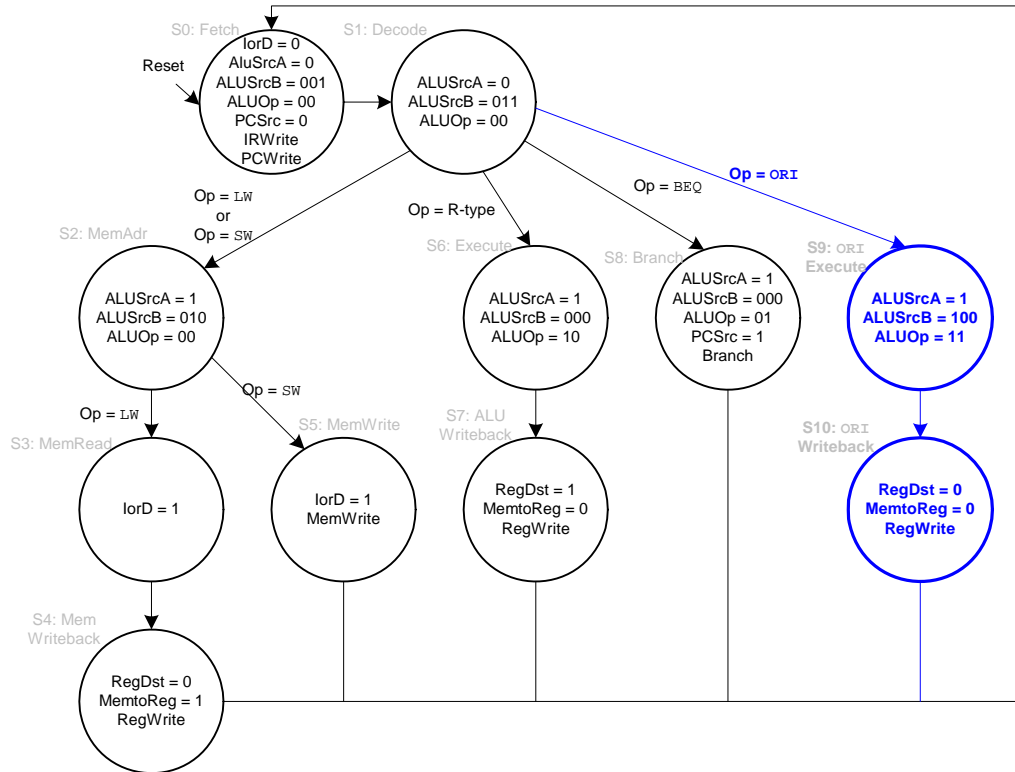 S0: Fetch
S1: Decode
Reset
IorD = 0
AluSrcA = 0
ALUSrcB = 001
ALUOp = 00
PCSrc = 0
IRWrite
PCWrite
ALUSrcA = 0
ALUSrcB = 011
ALUOp = 00
Op = LW
or
Op = SW
Op = R-type
Op = BEQ
Op = ORI
S2: MemAdr
S6: Execute
S8: Branch
S9: ORI
Execute
ALUSrcA = 1
ALUSrcB = 010
ALUOp = 00
ALUSrcA = 1
ALUSrcB = 000
ALUOp = 10
ALUSrcA = 1
ALUSrcB = 000
ALUOp = 01
PCSrc = 1
Branch
ALUSrcA = 1
ALUSrcB = 100
ALUOp = 11
Op = LW
Op = SW
S3: MemRead
S5: MemWrite
S7: ALU
Writeback
S10: ORI
Writeback
IorD = 1
IorD = 1
MemWrite
RegDst = 1
MemtoReg = 0
RegWrite
RegDst = 0
MemtoReg = 0
RegWrite
S4: Mem
Writeback
RegDst = 0
MemtoReg = 1
RegWrite